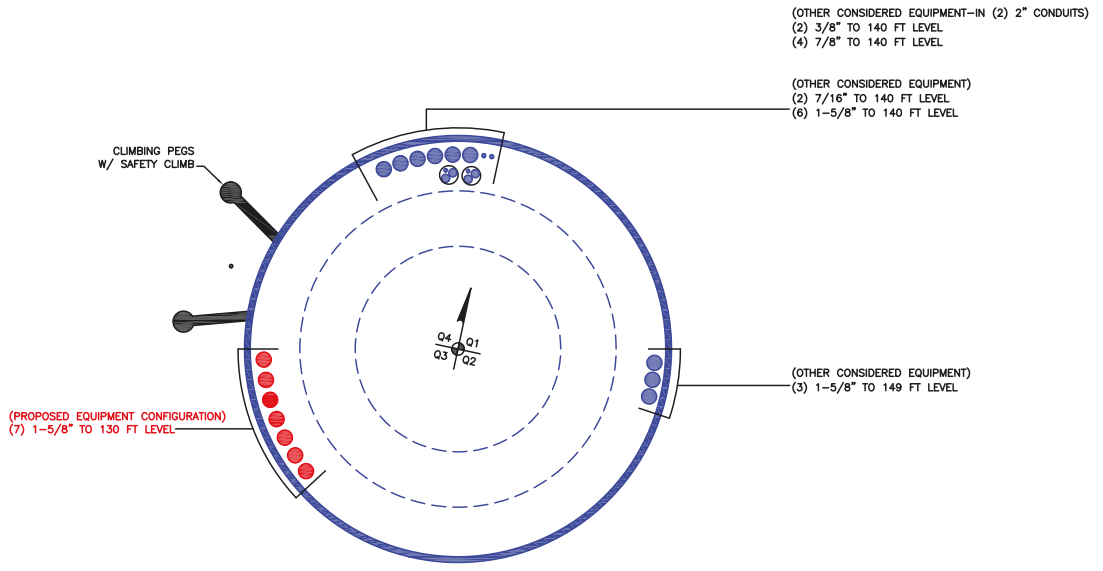 (OTHER CONSIDERED EQUIPMENT-IN (2) 2" CONDUITS)
(2) 3/8" TO 140 FT LEVEL
(4) 7/8" TO 140 FT LEVEL
(OTHER CONSIDERED EQUIPMENT)
(2) 7/16" TO 140 FT LEVEL
(6) 1-5/8" TO 140 FT LEVEL
CLIMBING PEGS
W/ SAFETY CLIMB
Q4 Q1
Q3 Q2
(OTHER CONSIDERED EQUIPMENT)
(3) 1-5/8" TO 149 FT LEVEL
(PROPOSED EQUIPMENT CONFIGURATION)
(7) 1-5/8" TO 130 FT LEVEL